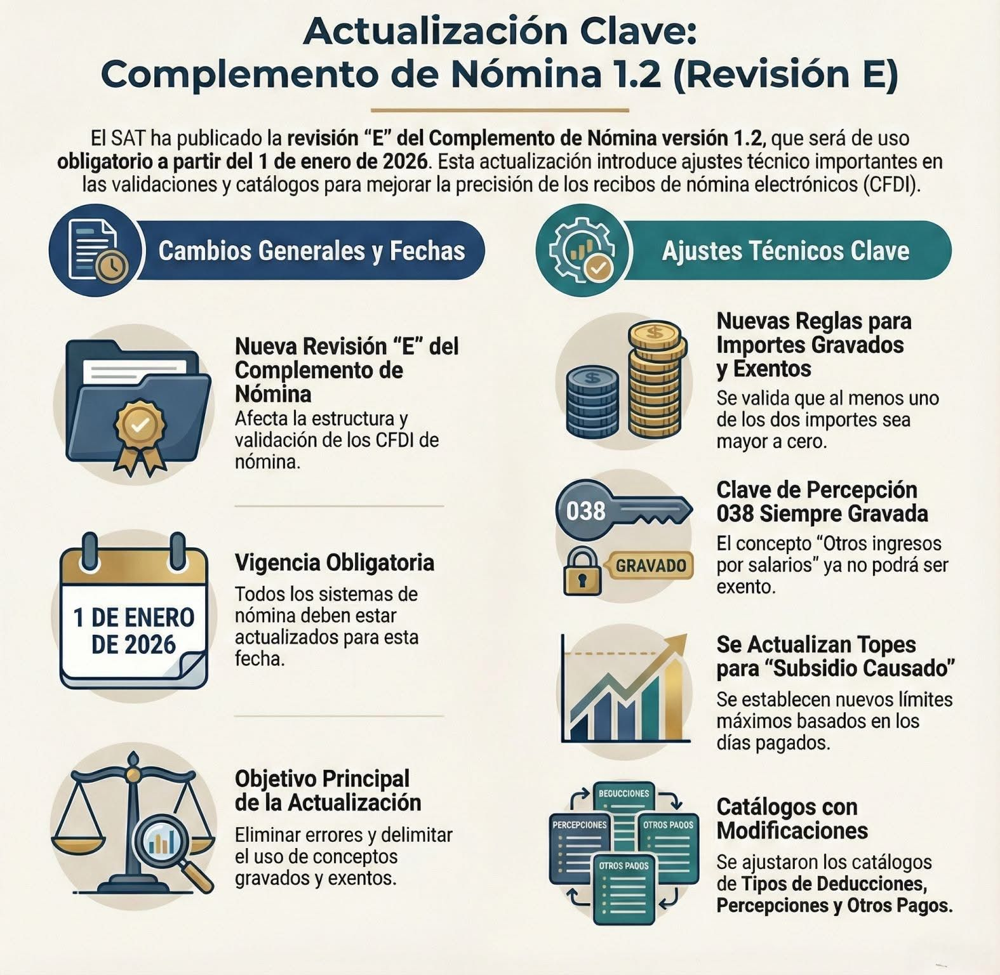 Actualización Clave:
Complemento de Nómina 1.2 (Revisión E)
El SAT ha publicado la revisión “E” del Complemento de Nómina versión 1.2, que será de uso
obligatorio a partir del 1 de enero de 2026. Esta actualización introduce ajustes técnico importantes en
las validaciones y catálogos para mejorar la precisión de los recibos de nómina electrónicos (CFDI).
Cambios Generales y Fechas
Nueva Revisión “E” del
Complemento de
Nómina
Afecta la estructura y
validación de los CFDI de
nómina.
1 DE ENERO
DE 2026
Vigencia Obligatoria
Todos los sistemas de
nómina deben estar
actualizados para esta
fecha.
Objetivo Principal
de la Actualización
Eliminar errores y delimitar
el uso de conceptos
gravados y exentos.
Ajustes Técnicos Clave
Nuevas Reglas para
Importes Gravados
y Exentos
Se valida que al menos uno
de los dos importes sea
mayor a cero.
038
GRAVADO
Clave de Percepción
038 Siempre Gravada
El concepto “Otros ingresos
por salarios” ya no podrá ser
exento.
Se Actualizan Topes
para “Subsidio Causado”
Se establecen nuevos límites
máximos basados en los
días pagados.
BEDUCCIONES
PERCEPCIONES
OTROS PADOS
OTROS PADOS
Catálogos con
Modificaciones
Se ajustaron los catálogos
de Tipos de Deducciones,
Percepciones y Otros Pagos.